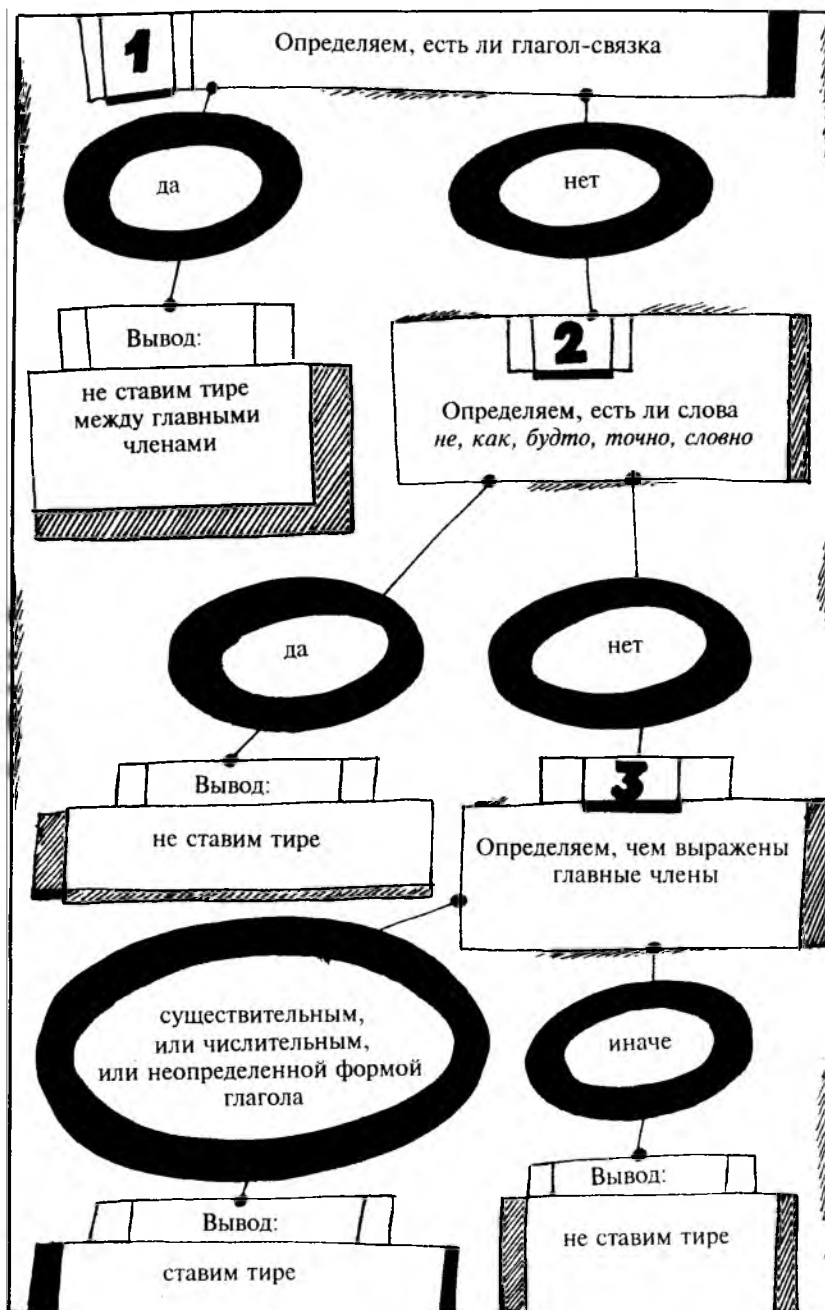 1
Определяем, есть ли глагол-связка
да
нет
Вывод:
не ставим тире
между главными
членами
2
Определяем, есть ли слова
не, как, будто, точно, словно
да
нет
Вывод:
не ставим тире
3
Определяем, чем выражены
главные члены
существительным,
или числительным,
или неопределенной формой
глагола
иначе
Вывод:
ставим тире
Вывод:
не ставим тире